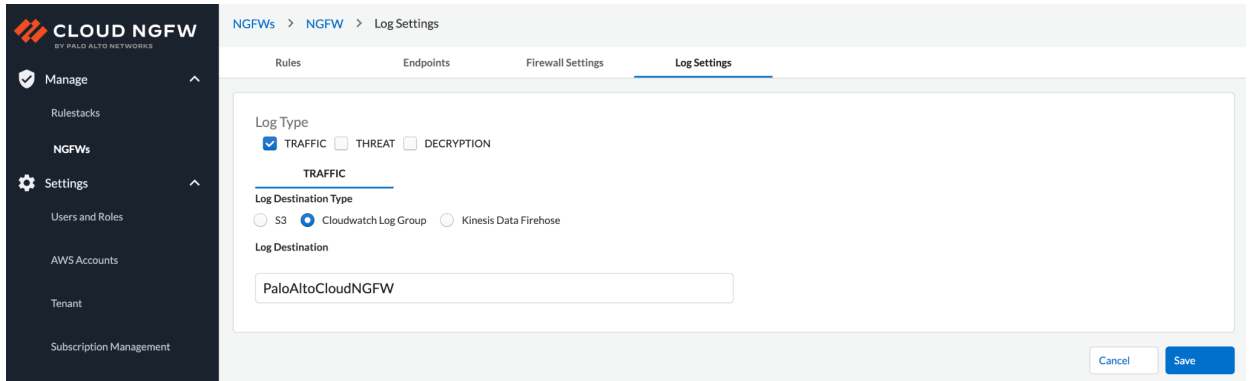 CLOUD NGFW
BY PALO ALTO NETWORKS
Manage
Rulestacks
NGFWs
Settings
Users and Roles
AWS Accounts
Tenant
Subscription Management
NGFWs > NGFW > Log Settings
Rules Endpoints Firewall Settings Log Settings
Log Type
TRAFFIC THREAT DECRYPTION
TRAFFIC
Log Destination Type
S3 Cloudwatch Log Group Kinesis Data Firehose
Log Destination
PaloAltoCloudNGFW
Cancel Save